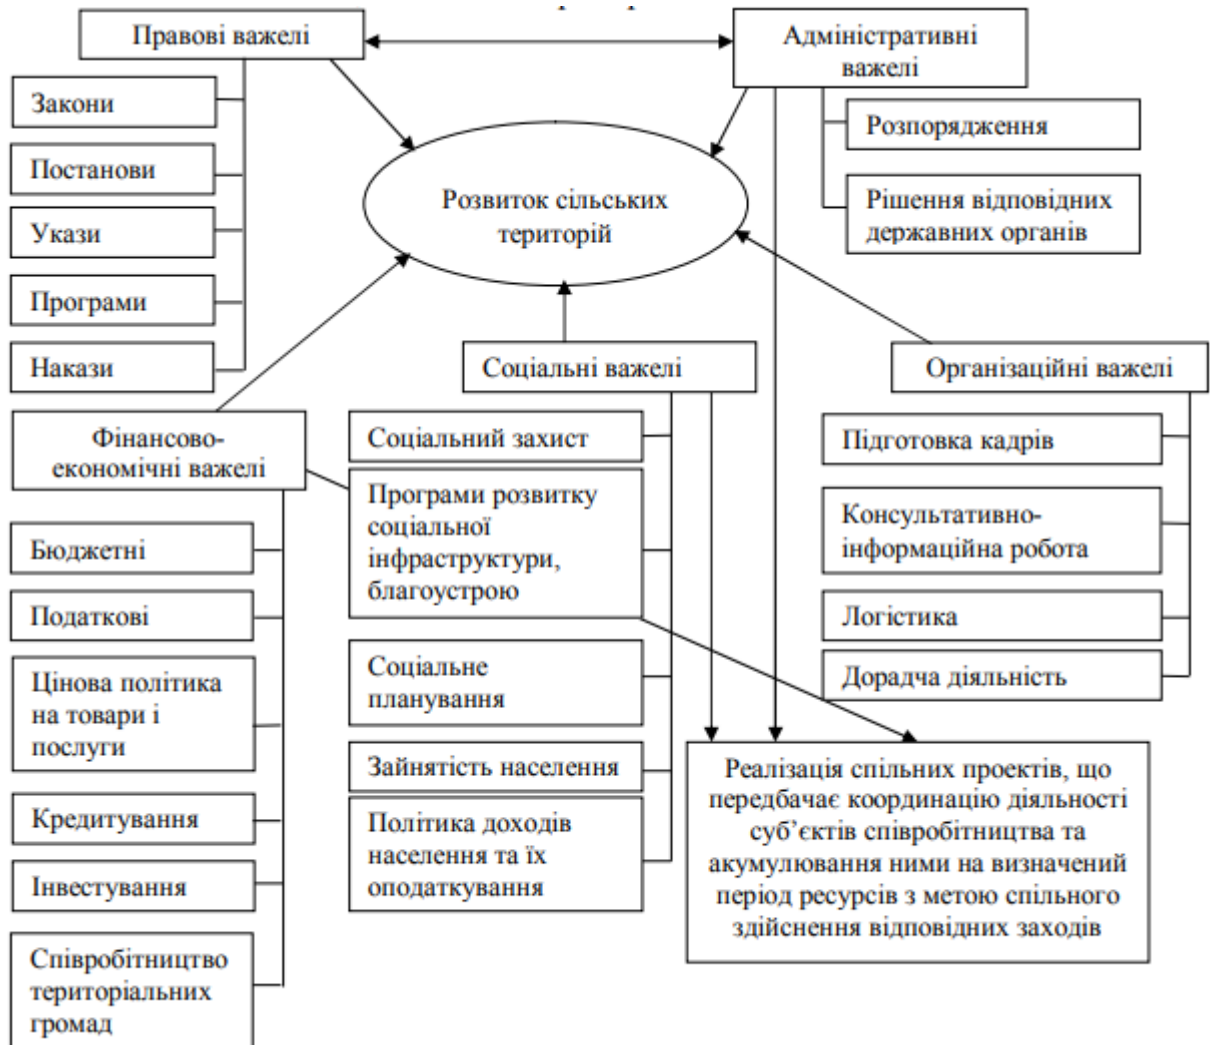 Правові важелі
Адміністративні
важелі
Закони
Постанови
Укази
Програми
Накази
Розпорядження
Рішення відповідних
державних органів
Розвиток сільських
територій
Фінансово-
економічні важелі
Бюджетні
Податкові
Цінова політика
на товари і
послуги
Кредитування
Інвестування
Співробітництво
територіальних
громад
Соціальні важелі
Соціальний захист
Програми розвитку
соціальної
інфраструктури,
благоустрою
Соціальне
планування
Зайнятість населення
Політика доходів
населення та їх
оподаткування
Організаційні важелі
Підготовка кадрів
Консультативно-
інформаційна робота
Логістика
Дорадча діяльність
Реалізація спільних проектів, що
передбачає координацію діяльності
суб’єктів співробітництва та
акумулювання ними на визначений
період ресурсів з метою спільного
здійснення відповідних заходів